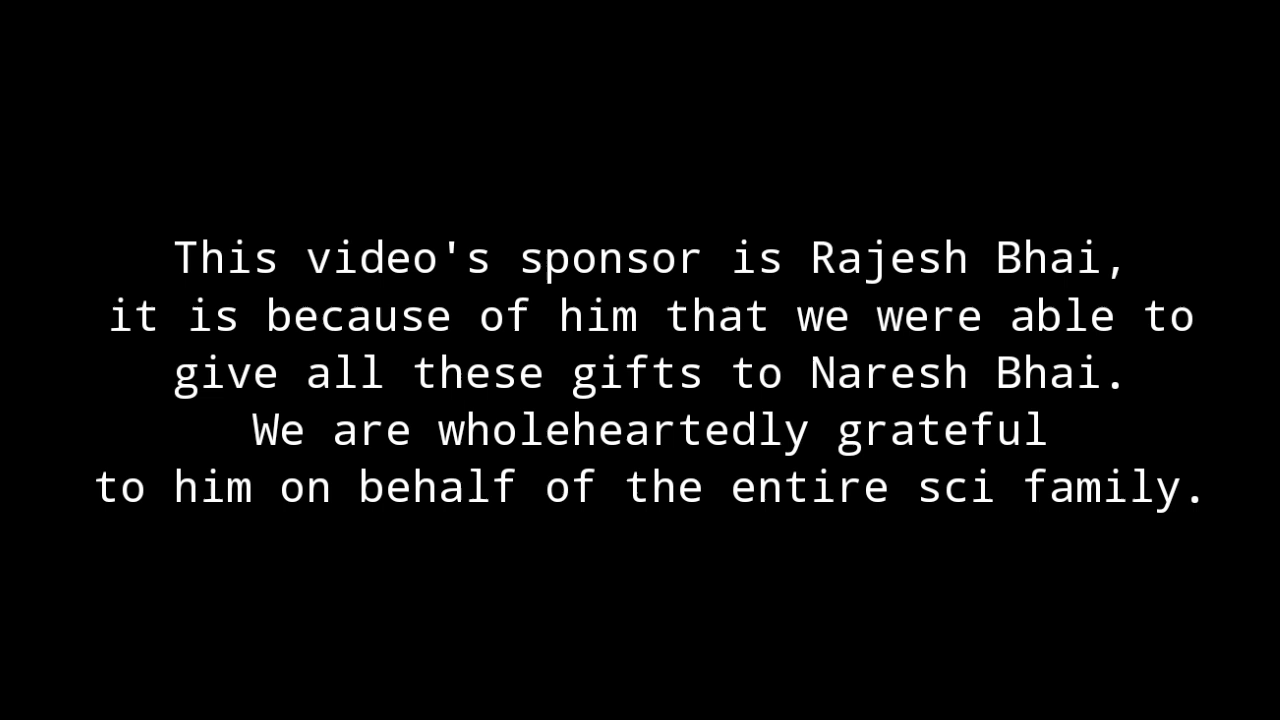 This video's sponsor is Rajesh Bhai,
it is because of him that we were able to
give all these gifts to Naresh Bhai.
We are wholeheartedly grateful
to him on behalf of the entire sci family.